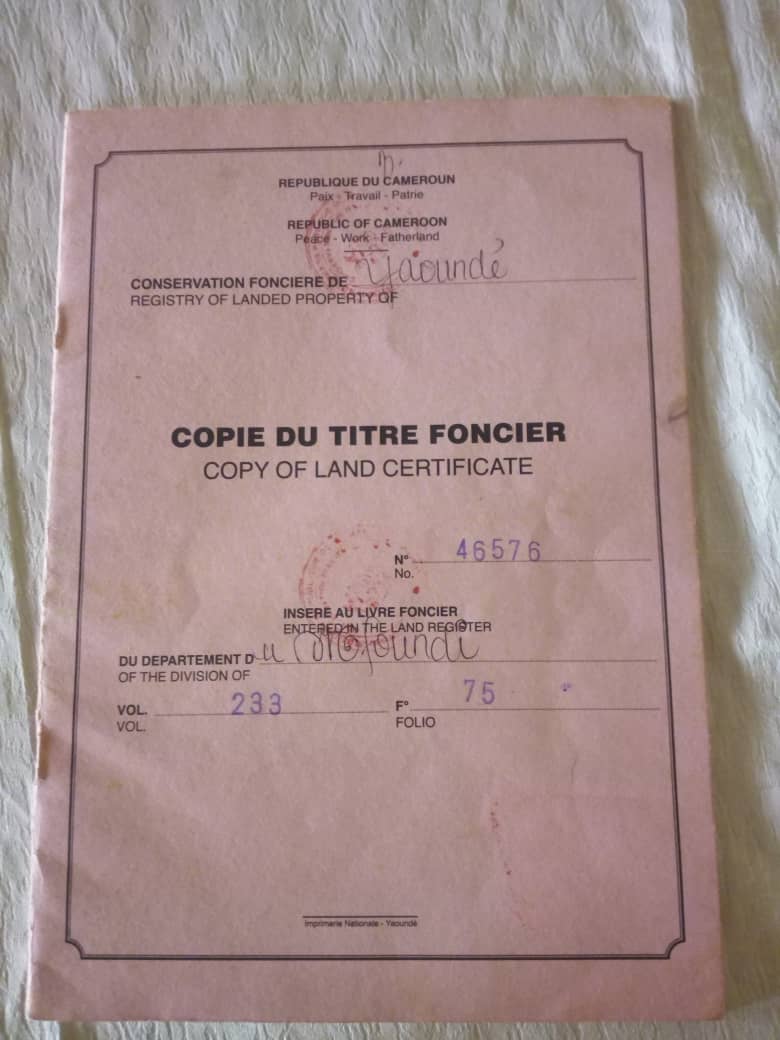 REPUBLIQUE DU CAMEROUN
Paix - Travail - Patrie
REPUBLIC OF CAMEROON
Peace - Work - Fatherland
CONSERVATION FONCIERE DE Yaoundé
REGISTRY OF LANDED PROPERTY OF
COPIE DU TITRE FONCIER
COPY OF LAND CERTIFICATE
N° 46576
No.
INSERE AU LIVRE FONCIER
ENTERED IN THE LAND REGISTER
DU DEPARTEMENT Du Mfoundi
OF THE DIVISION OF
VOL. 233 F° 75
VOL. FOLIO
Imprimerie Nationale - Yaoundé